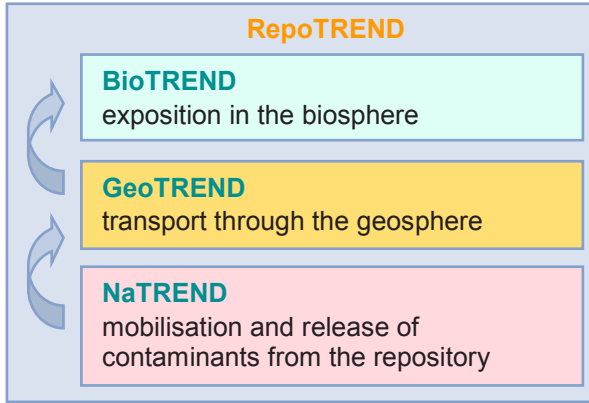 RepoTREND
BioTREND
exposition in the biosphere
GeoTREND
transport through the geosphere
NaTREND
mobilisation and release of
contaminants from the repository